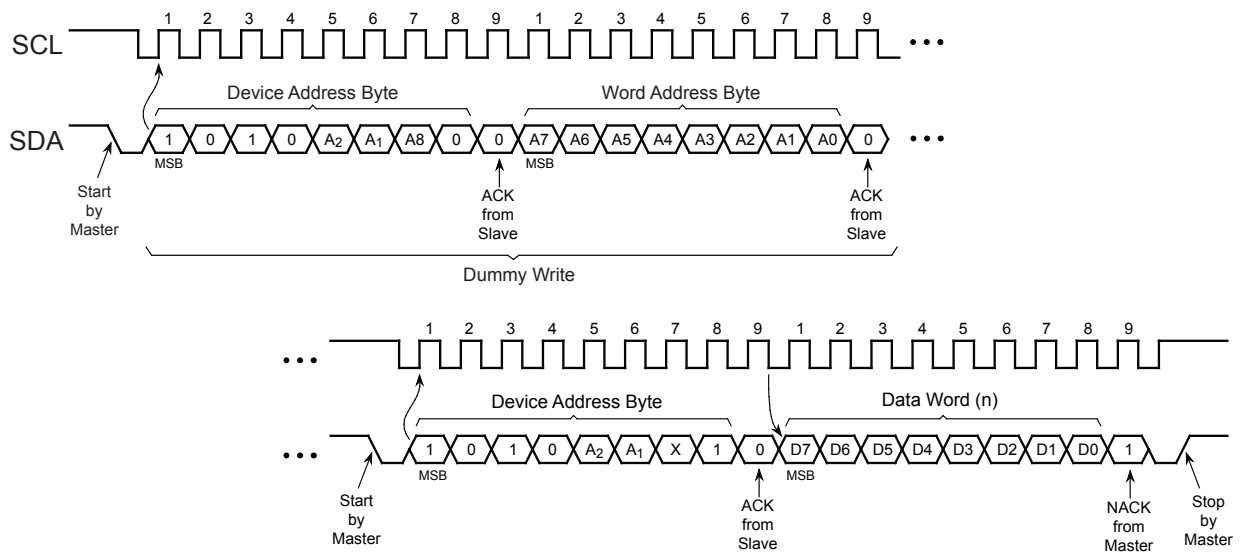 1 2 3 4 5 6 7 8 9 1 2 3 4 5 6 7 8 9
SCL
Device Address Byte Word Address Byte
SDA 1 0 1 0 A2 A1 A8 0 0 A7 A6 A5 A4 A3 A2 A1 A0 0
MSB MSB
Start
by
Master
ACK
from
Slave
ACK
from
Slave
Dummy Write
1 2 3 4 5 6 7 8 9 1 2 3 4 5 6 7 8 9
Device Address Byte Data Word (n)
1 0 1 0 A2 A1 X 1 0 D7 D6 D5 D4 D3 D2 D1 D0 1
MSB MSB
Start
by
Master
ACK
from
Slave
NACK
from
Master
Stop
by
Master